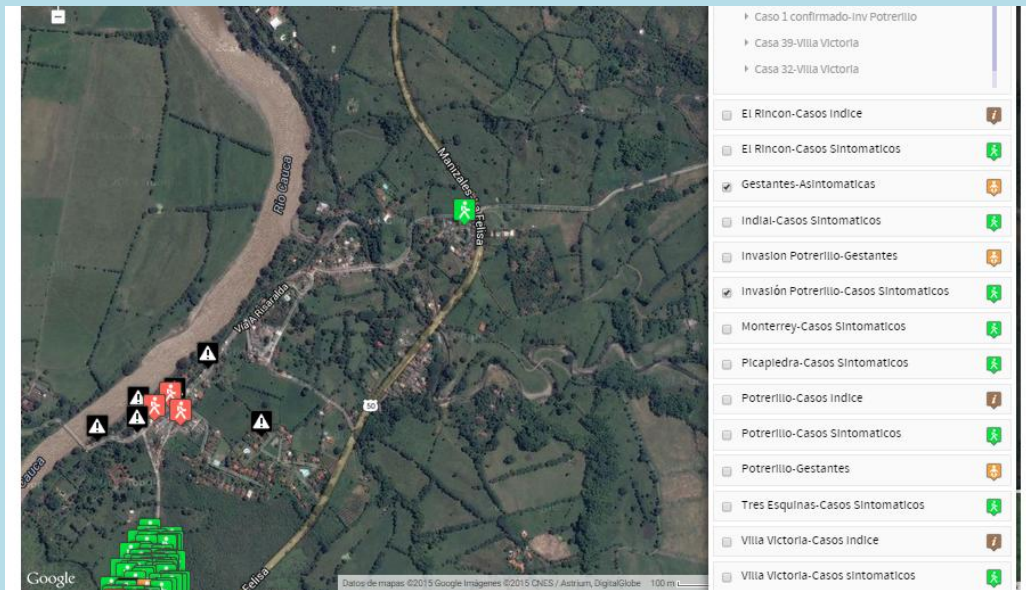 Caso 1 confirmado-Inv Potrerillo
Casa 39-Villa Victoria
Casa 32-Villa Victoria
El Rincon-Casos Indice
El Rincon-Casos Sintomaticos
Gestantes-Asintomaticas
Indial-Casos Sintomaticos
Invasion Potrerillo-Gestantes
Invasión Potrerillo-Casos Sintomaticos
Monterrey-Casos Sintomaticos
Picapiedra-Casos Sintomaticos
Potrerillo-Casos Indice
Potrerillo-Casos Sintomaticos
Potrerillo-Gestantes
Tres Esquinas-Casos Sintomaticos
Villa Victoria-Casos Indice
Villa Victoria-Casos sintomaticos
Río Cauca
Manizales
Felisa
Vía A Risaralda
50
Cauca
Felisa
Google
Datos de mapas ©2015 Google Imágenes ©2015 CNES / Astrium, DigitalGlobe 100 m